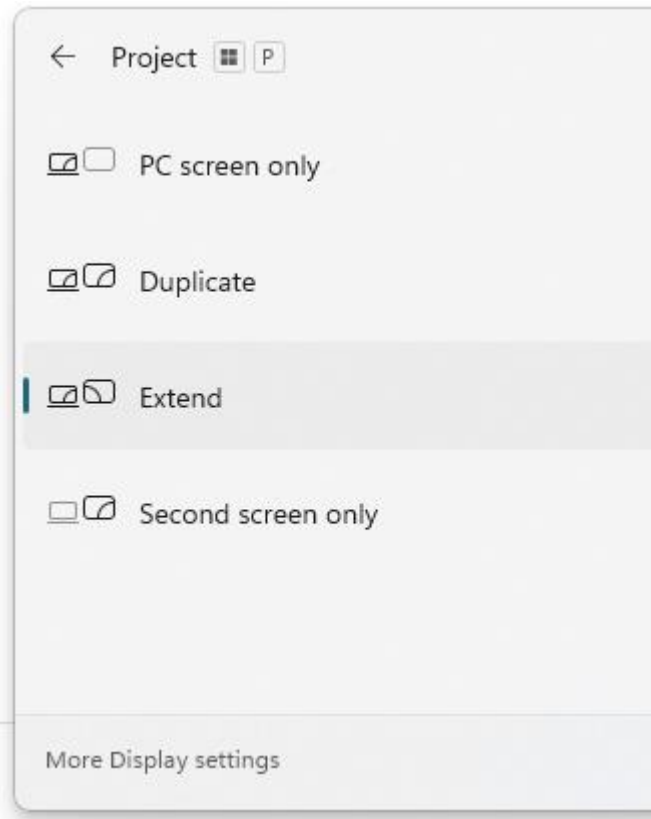 Project P
PC screen only
Duplicate
Extend
Second screen only
More Display settings